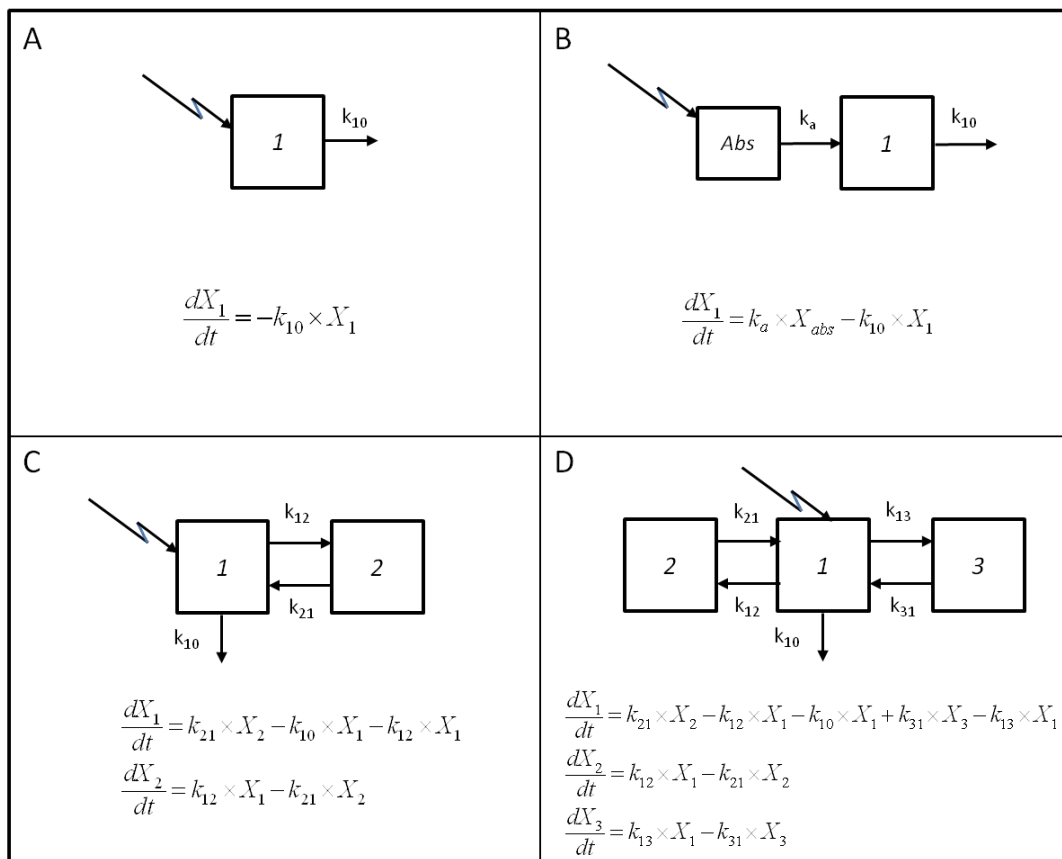 A
k₁₀
1
dX₁/dt = −k₁₀ × X₁
B
kₐ
k₁₀
Abs
1
dX₁/dt = kₐ × X_abs − k₁₀ × X₁
C
k₁₂
1
2
k₂₁
k₁₀
dX₁/dt = k₂₁ × X₂ − k₁₀ × X₁ − k₁₂ × X₁
dX₂/dt = k₁₂ × X₁ − k₂₁ × X₂
D
k₂₁
k₁₃
2
1
3
k₁₂
k₃₁
k₁₀
dX₁/dt = k₂₁ × X₂ − k₁₂ × X₁ − k₁₀ × X₁ + k₃₁ × X₃ − k₁₃ × X₁
dX₂/dt = k₁₂ × X₁ − k₂₁ × X₂
dX₃/dt = k₁₃ × X₁ − k₃₁ × X₃